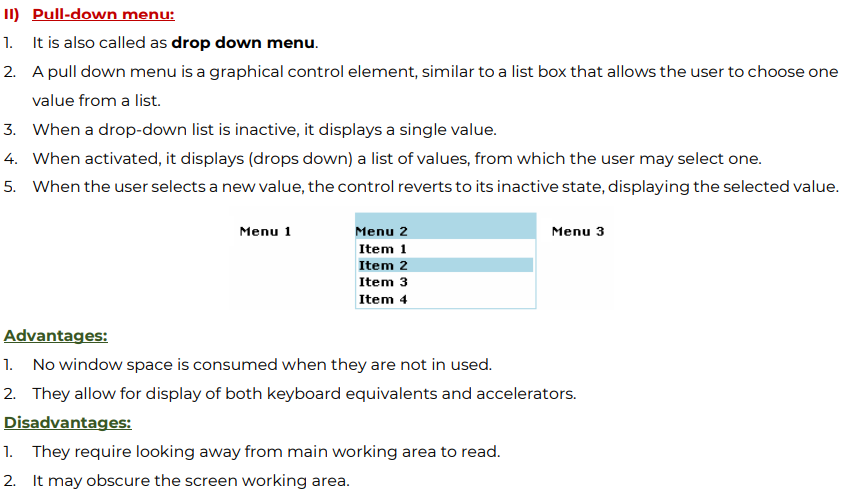 II) Pull-down menu:
1. It is also called as drop down menu.
2. A pull down menu is a graphical control element, similar to a list box that allows the user to choose one
value from a list.
3. When a drop-down list is inactive, it displays a single value.
4. When activated, it displays (drops down) a list of values, from which the user may select one.
5. When the user selects a new value, the control reverts to its inactive state, displaying the selected value.
Menu 1 Menu 2 Menu 3
Item 1
Item 2
Item 3
Item 4
Advantages:
1. No window space is consumed when they are not in used.
2. They allow for display of both keyboard equivalents and accelerators.
Disadvantages:
1. They require looking away from main working area to read.
2. It may obscure the screen working area.